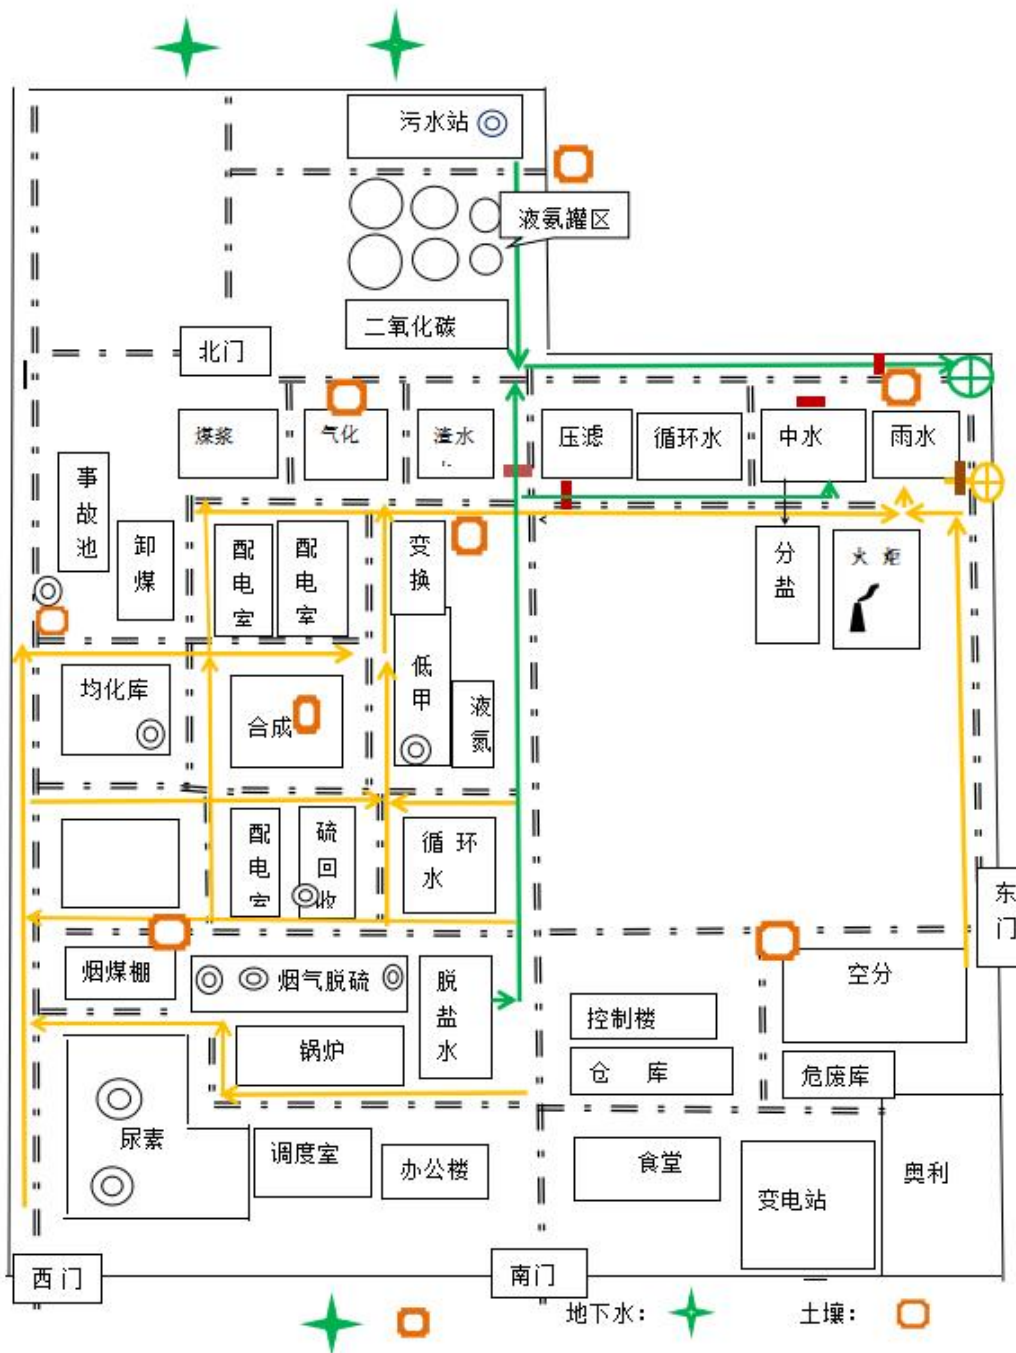 污水站
液氨罐区
二氧化碳
北门
煤浆
气化
渣水
压滤
循环水
中水
雨水
事故池
卸煤
配电室
配电室
变换
分盐
火 炬
低甲
均化库
合成
液氮
配电室
硫回收
循 环
水
东门
烟煤棚
烟气脱硫
脱盐水
空分
控制楼
锅炉
仓 库
危废库
尿素
调度室
办公楼
食堂
变电站
奥利
西 门
南门
地下水：
土壤：